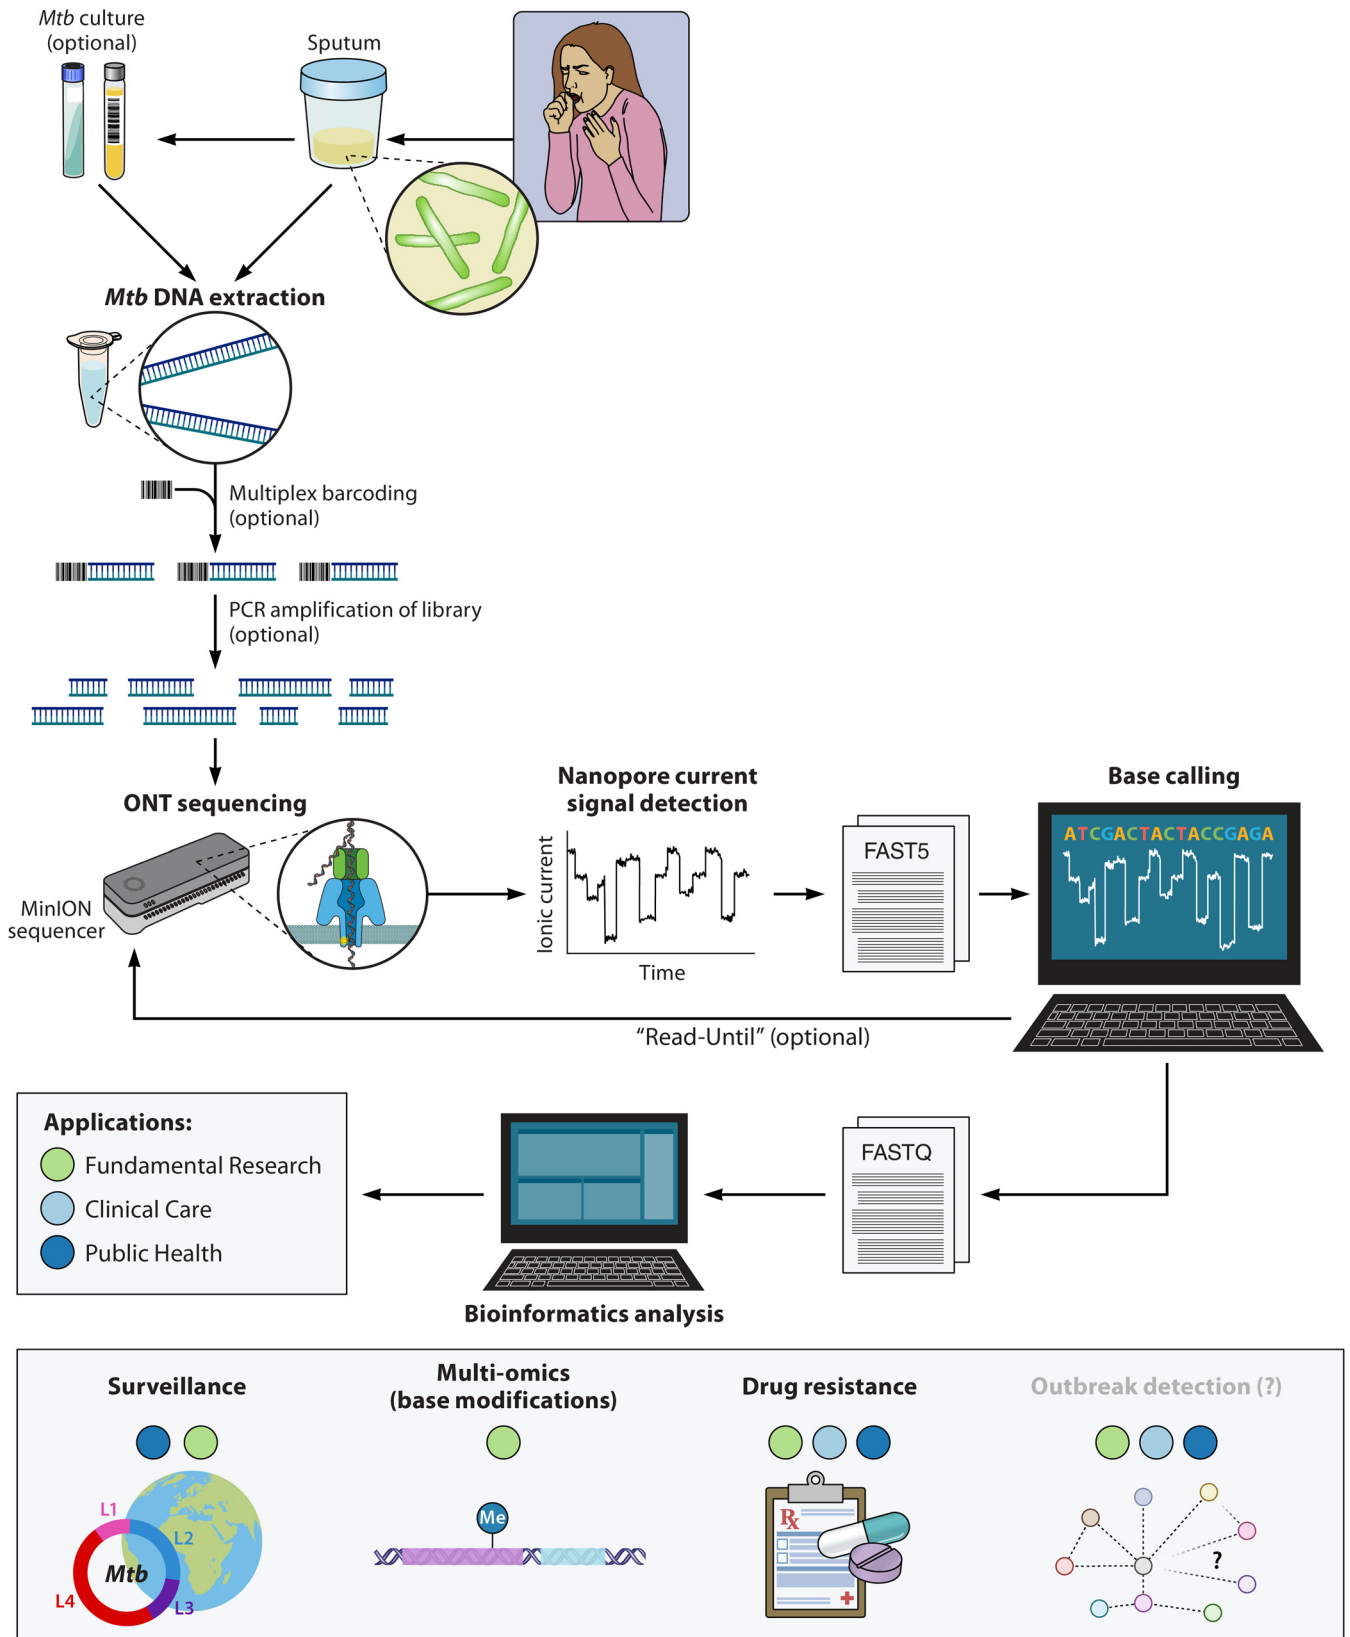 Mtb culture
(optional)
Sputum
Mtb DNA extraction
Multiplex barcoding
(optional)
PCR amplification of library
(optional)
ONT sequencing
MinION
sequencer
Nanopore current
signal detection
Ionic current
Time
FAST5
Base calling
ATCGACTACTACCGAGA
"Read-Until" (optional)
Applications:
Fundamental Research
Clinical Care
Public Health
Bioinformatics analysis
FASTQ
Surveillance
L1
L2
Mtb
L4
L3
Multi-omics
(base modifications)
Me
Drug resistance
Rx
Outbreak detection (?)
?